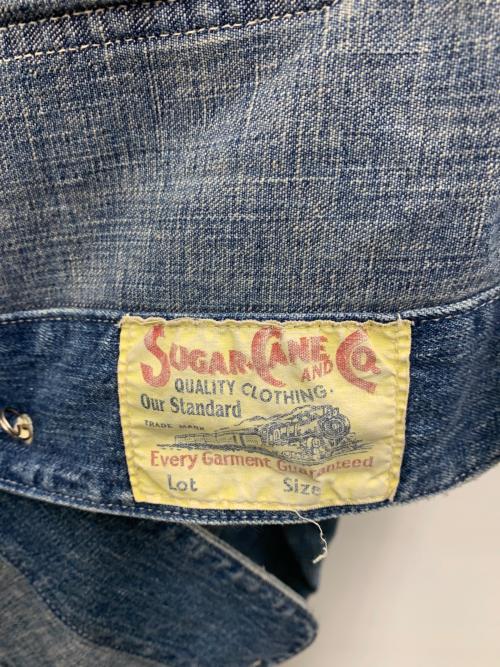 SUGAR CANE AND CO.
QUALITY CLOTHING.
Our Standard
TRADE MARK
Every Garment Guaranteed
Lot Size